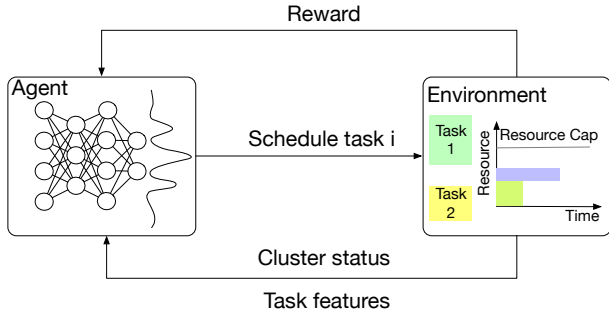 Reward
Agent
Schedule task i
Environment
Task
1
Task
2
Resource
Resource Cap
Time
Cluster status
Task features